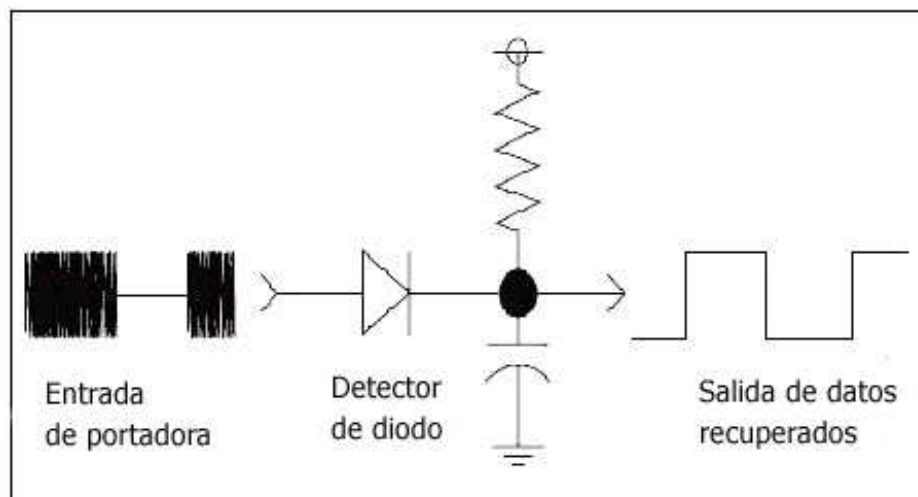 Entrada
de portadora
Detector
de diodo
Salida de datos
recuperados